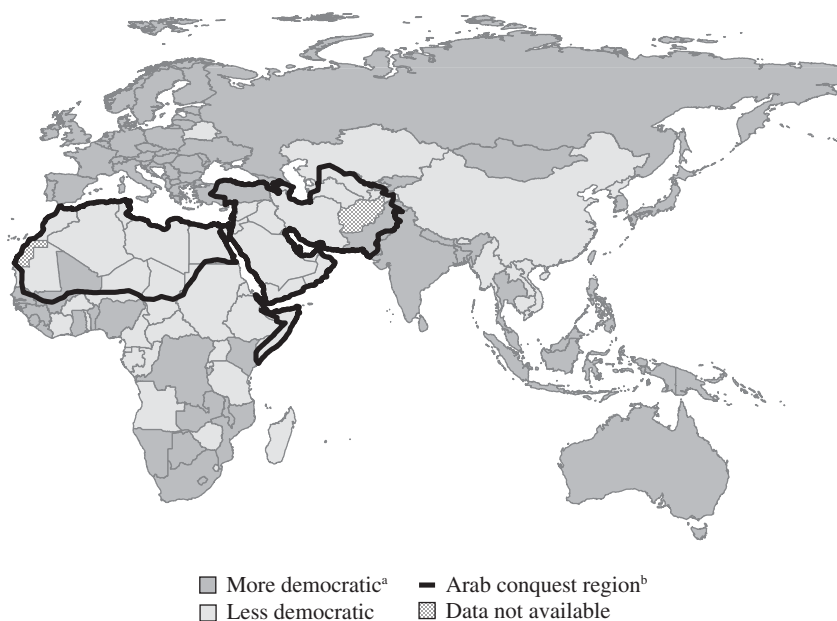 More democraticᵃ
Less democratic
Arab conquest regionᵇ
Data not available